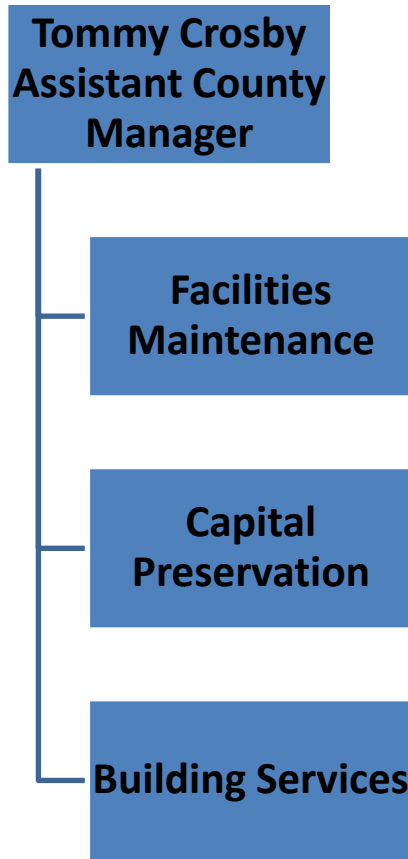 Tommy Crosby
Assistant County
Manager
Facilities
Maintenance
Capital
Preservation
Building Services